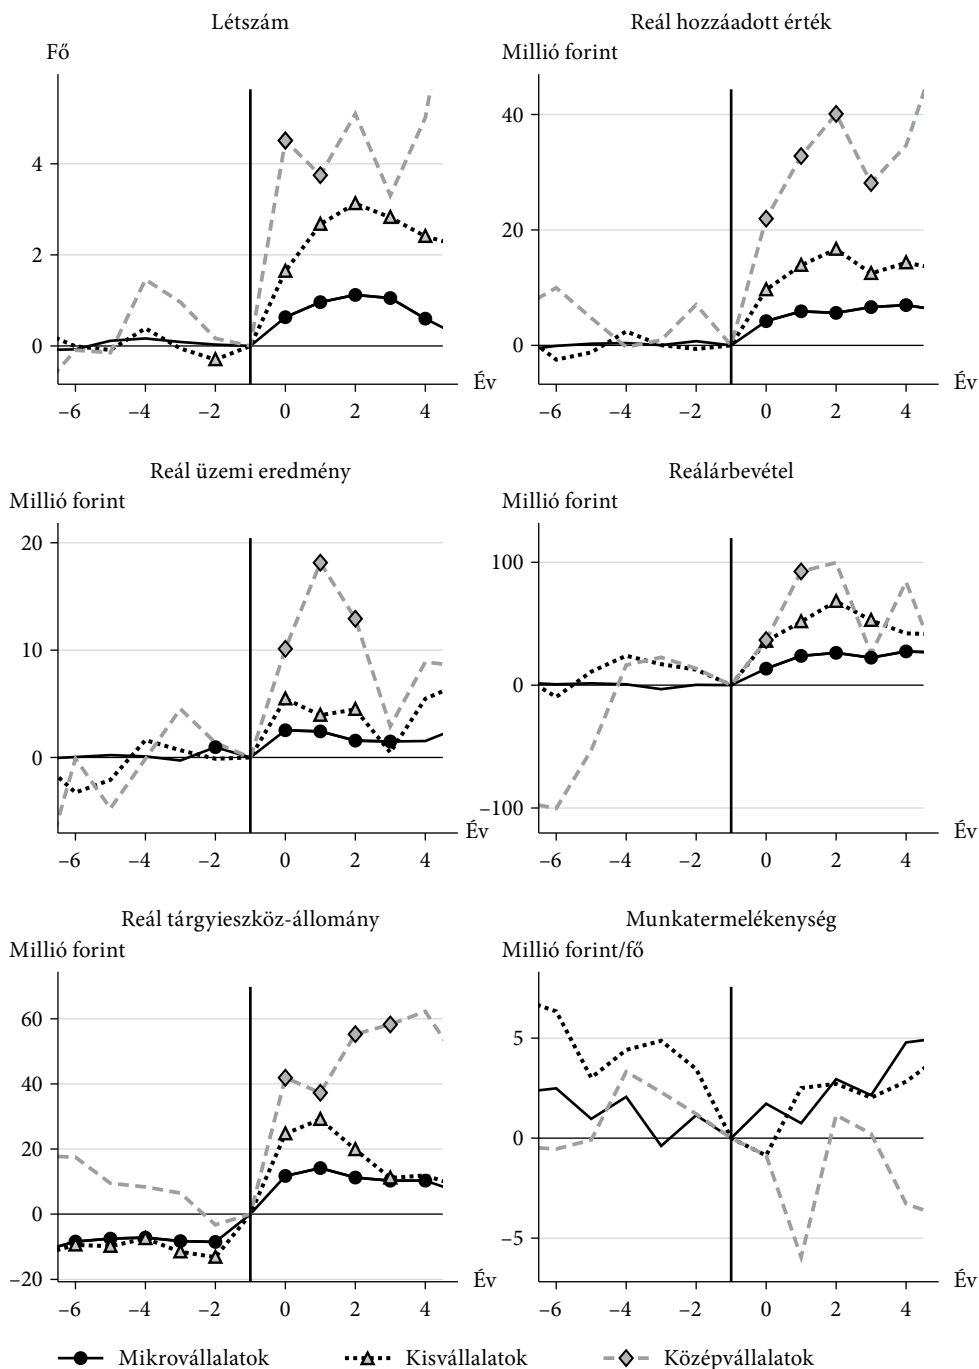 Létszám
Fő
4
2
0
–6 –4 –2 0 2 4
Év
Reál hozzáadott érték
Millió forint
40
20
0
–6 –4 –2 0 2 4
Év
Reál üzemi eredmény
Millió forint
20
10
0
–6 –4 –2 0 2 4
Év
Reálárbevétel
Millió forint
100
0
–100
–6 –4 –2 0 2 4
Év
Reál tárgyieszköz-állomány
Millió forint
60
40
20
0
–20
–6 –4 –2 0 2 4
Év
Munkatermelékenység
Millió forint/fő
5
0
–5
–6 –4 –2 0 2 4
Év
Mikrovállalatok Kisvállalatok Középvállalatok